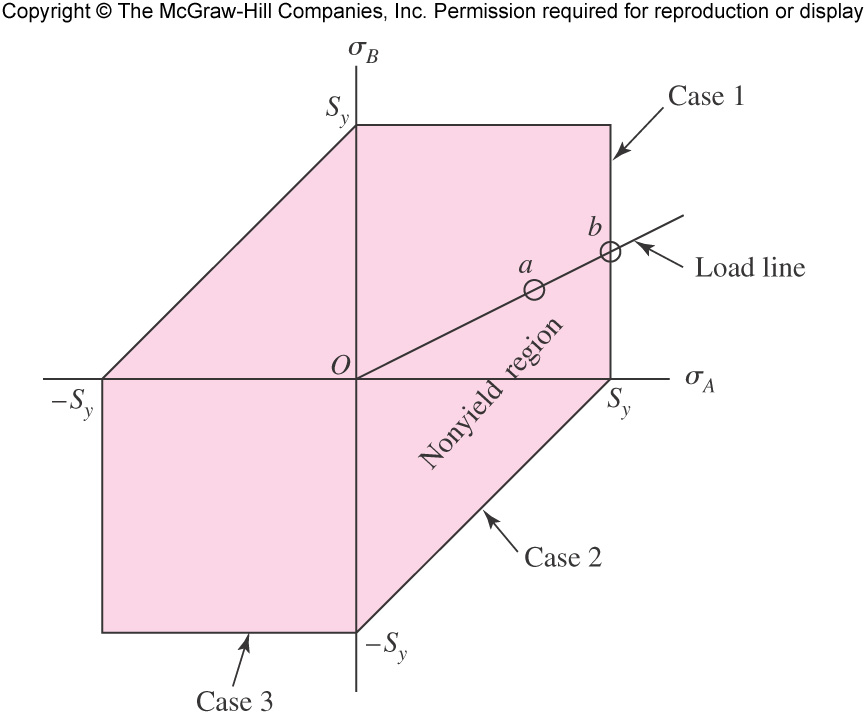 Copyright © The McGraw-Hill Companies, Inc. Permission required for reproduction or display
σB
Sy
Case 1
b
a
Load line
O
σA
−Sy
Sy
Nonyield region
Case 2
−Sy
Case 3